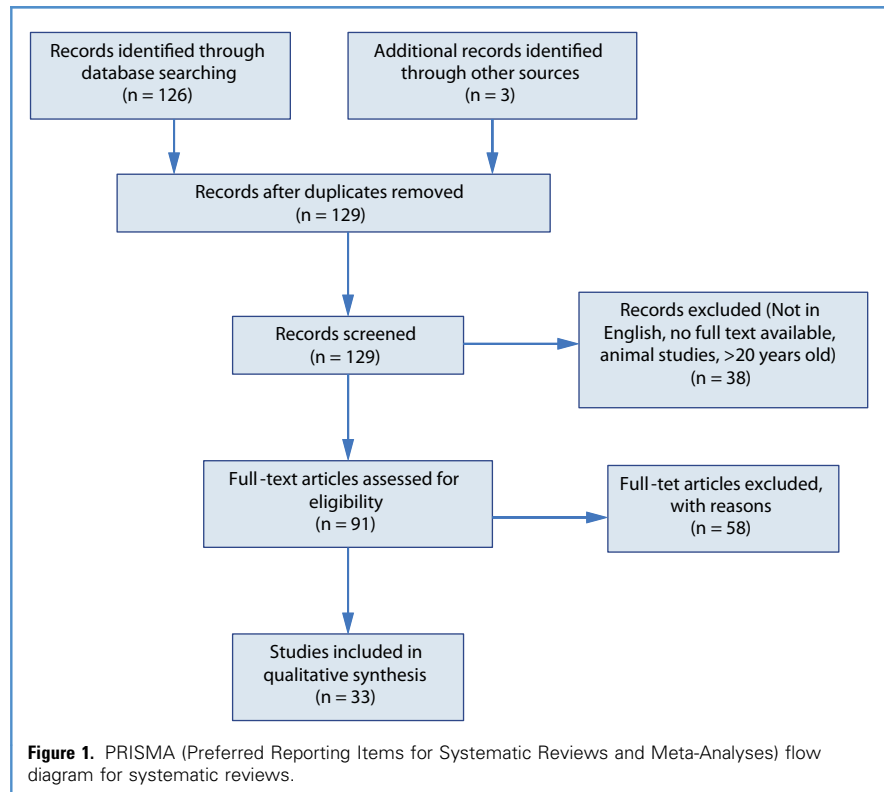 Records identified through
database searching
(n = 126)
Additional records identified
through other sources
(n = 3)
Records after duplicates removed
(n = 129)
Records screened
(n = 129)
Records excluded (Not in
English, no full text available,
animal studies, >20 years old)
(n = 38)
Full-text articles assessed for
eligibility
(n = 91)
Full-tet articles excluded,
with reasons
(n = 58)
Studies included in
qualitative synthesis
(n = 33)
Figure 1. PRISMA (Preferred Reporting Items for Systematic Reviews and Meta-Analyses) flow
diagram for systematic reviews.